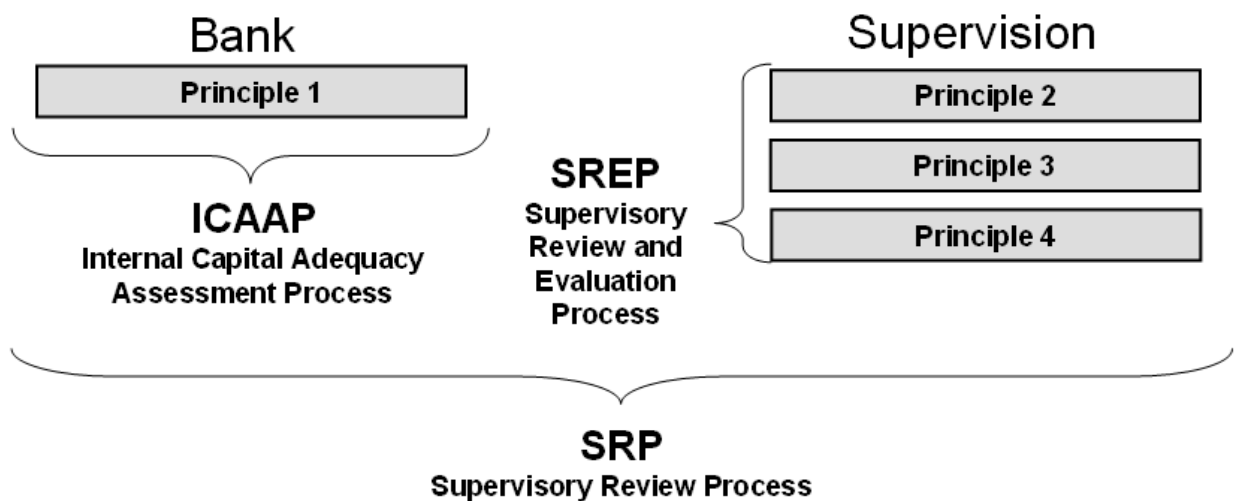 Bank
Principle 1
ICAAP
Internal Capital Adequacy
Assessment Process
Supervision
Principle 2
Principle 3
Principle 4
SREP
Supervisory
Review and
Evaluation
Process
SRP
Supervisory Review Process